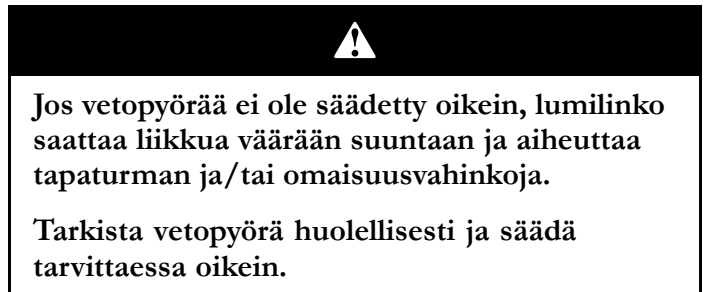 Jos vetopyörää ei ole säädetty oikein, lumilinko
saattaa liikkua väärään suuntaan ja aiheuttaa
tapaturman ja/tai omaisuusvahinkoja.
Tarkista vetopyörä huolellisesti ja säädä
tarvittaessa oikein.